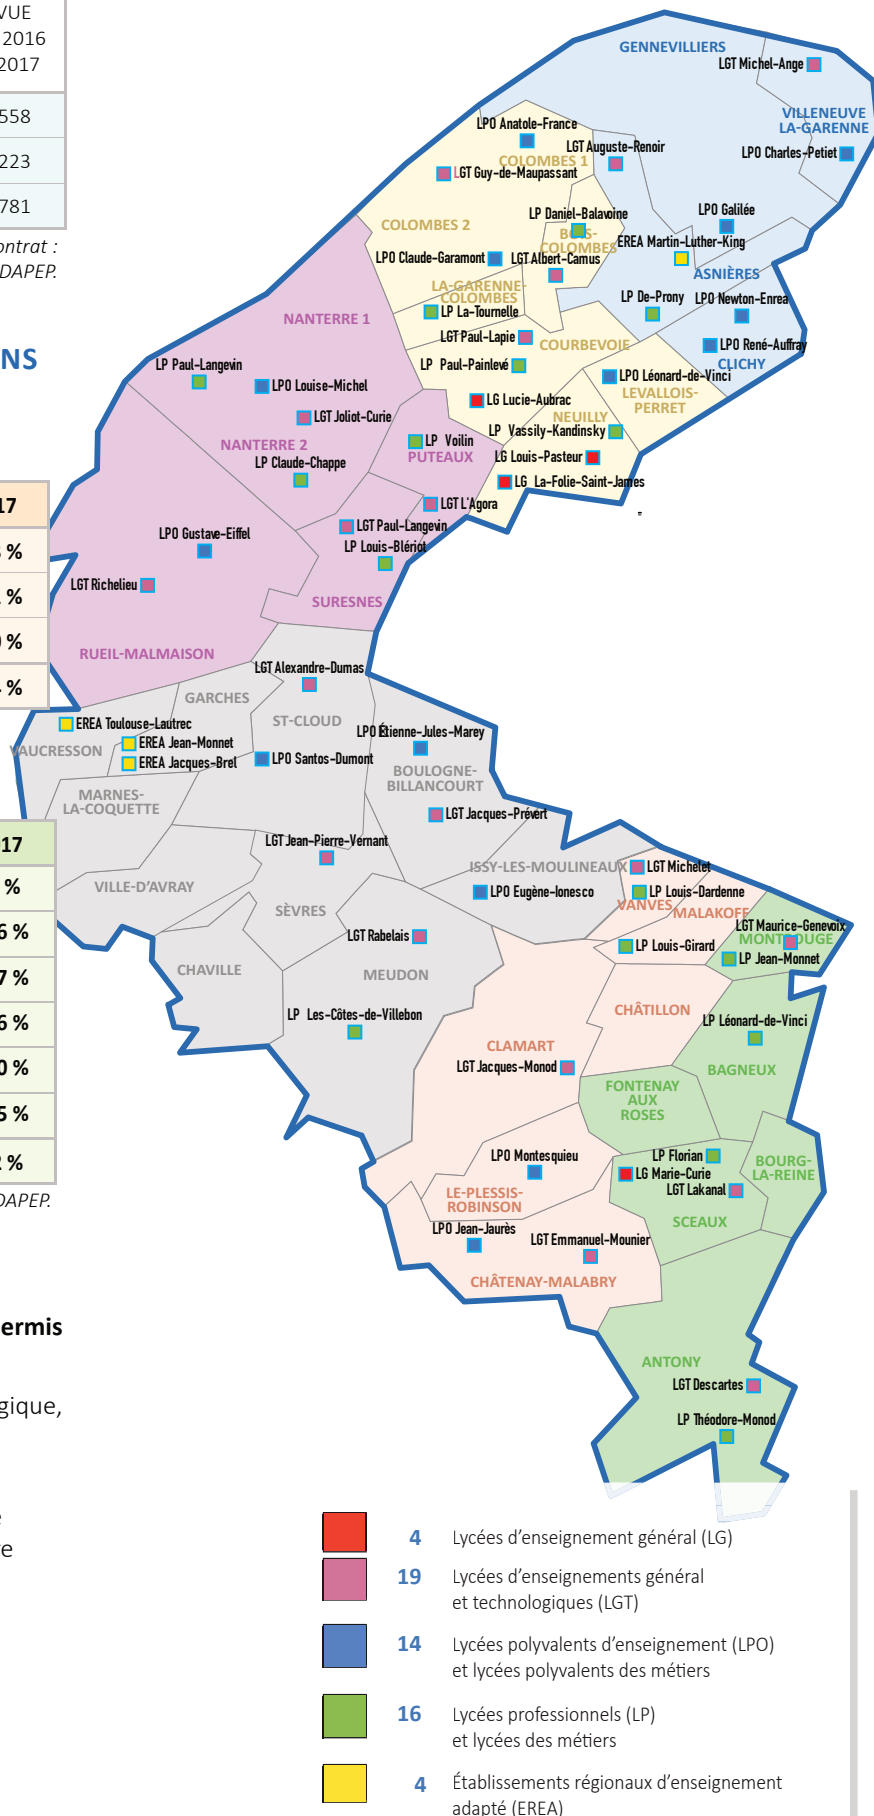 VUE
2016
2017
558
223
781
ontrat :
DAPEP.
NS
17
%
%
%
%
17
%
6 %
7 %
6 %
0 %
5 %
%
DAPEP.
ermis
gique,
e
re
GENNEVILLIERS
LGT Michel-Ange
VILLENEUVE
LA-GARENNE
LPO Charles-Petiet
LPO Anatole-France
COLOMBES 1
LGT Auguste-Renoir
LGT Guy-de-Maupassant
LP Daniel-Balavoine
LPO Galilée
COLOMBES 2
BOIS-
COLOMBES
EREA Martin-Luther-King
LPO Claude-Garamont
LGT Albert-Camus
ASNIÈRES
LA-GARENNE-
COLOMBES
LP De-Prony
LPO Newton-Enrea
LP La-Tournelle
NANTERRE 1
LGT Paul-Lapie
COURBEVOIE
LPO René-Auffray
CLICHY
LP Paul-Langevin
LP Paul-Painlevé
LPO Louise-Michel
LPO Léonard-de-Vinci
LEVALLOIS-
PERRET
LG Lucie-Aubrac
LGT Joliot-Curie
NEUILLY
LP Vassily-Kandinsky
NANTERRE 2
LP Voilin
PUTEAUX
LG Louis-Pasteur
LP Claude-Chappe
LG La-Folie-Saint-James
LGT L'Agora
LGT Paul-Langevin
LPO Gustave-Eiffel
LP Louis-Blériot
LGT Richelieu
SURESNES
RUEIL-MALMAISON
LGT Alexandre-Dumas
GARCHES
ST-CLOUD
EREA Toulouse-Lautrec
VAUCRESSON
EREA Jean-Monnet
EREA Jacques-Brel
LPO Santos-Dumont
LPO Étienne-Jules-Marey
BOULOGNE-
BILLANCOURT
MARNES-
LA-COQUETTE
LGT Jacques-Prévert
LGT Jean-Pierre-Vernant
ISSY-LES-MOULINEAUX
LGT Michelet
VILLE-D'AVRAY
LPO Eugène-Ionesco
LP Louis-Dardenne
VANVES
MALAKOFF
SÈVRES
LGT Rabelais
LGT Maurice-Genevoix
MONTROUGE
LP Louis-Girard
LP Jean-Monnet
CHAVILLE
MEUDON
LP Les-Côtes-de-Villebon
CHÂTILLON
LP Léonard-de-Vinci
CLAMART
LGT Jacques-Monod
BAGNEUX
FONTENAY
AUX
ROSES
LPO Montesquieu
LP Florian
BOURG-
LA-REINE
LG Marie-Curie
LGT Lakanal
LE-PLESSIS-
ROBINSON
SCEAUX
LPO Jean-Jaurès
LGT Emmanuel-Mounier
CHÂTENAY-MALABRY
ANTONY
LGT Descartes
LP Théodore-Monod
4 Lycées d'enseignement général (LG)
19 Lycées d'enseignements général
et technologiques (LGT)
14 Lycées polyvalents d'enseignement (LPO)
et lycées polyvalents des métiers
16 Lycées professionnels (LP)
et lycées des métiers
4 Établissements régionaux d'enseignement
adapté (EREA)